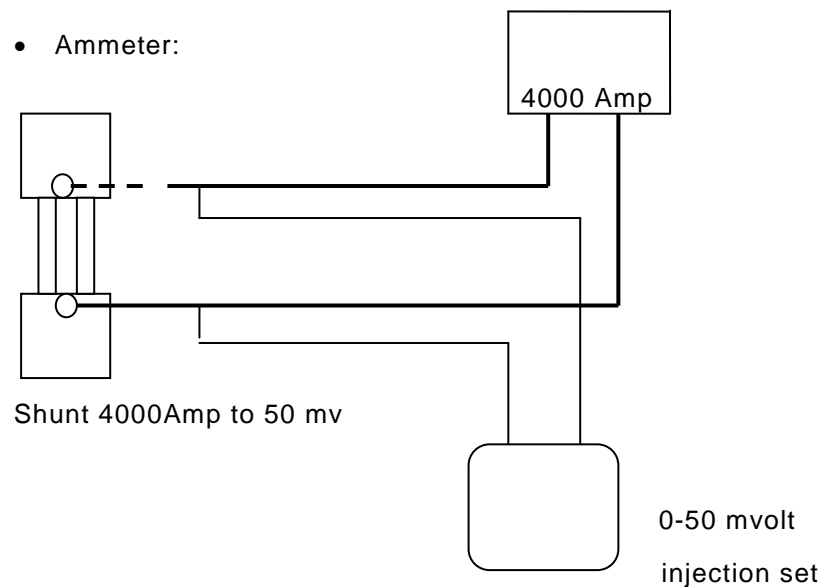 • Ammeter:
4000 Amp
Shunt 4000Amp to 50 mv
0-50 mvolt
injection set